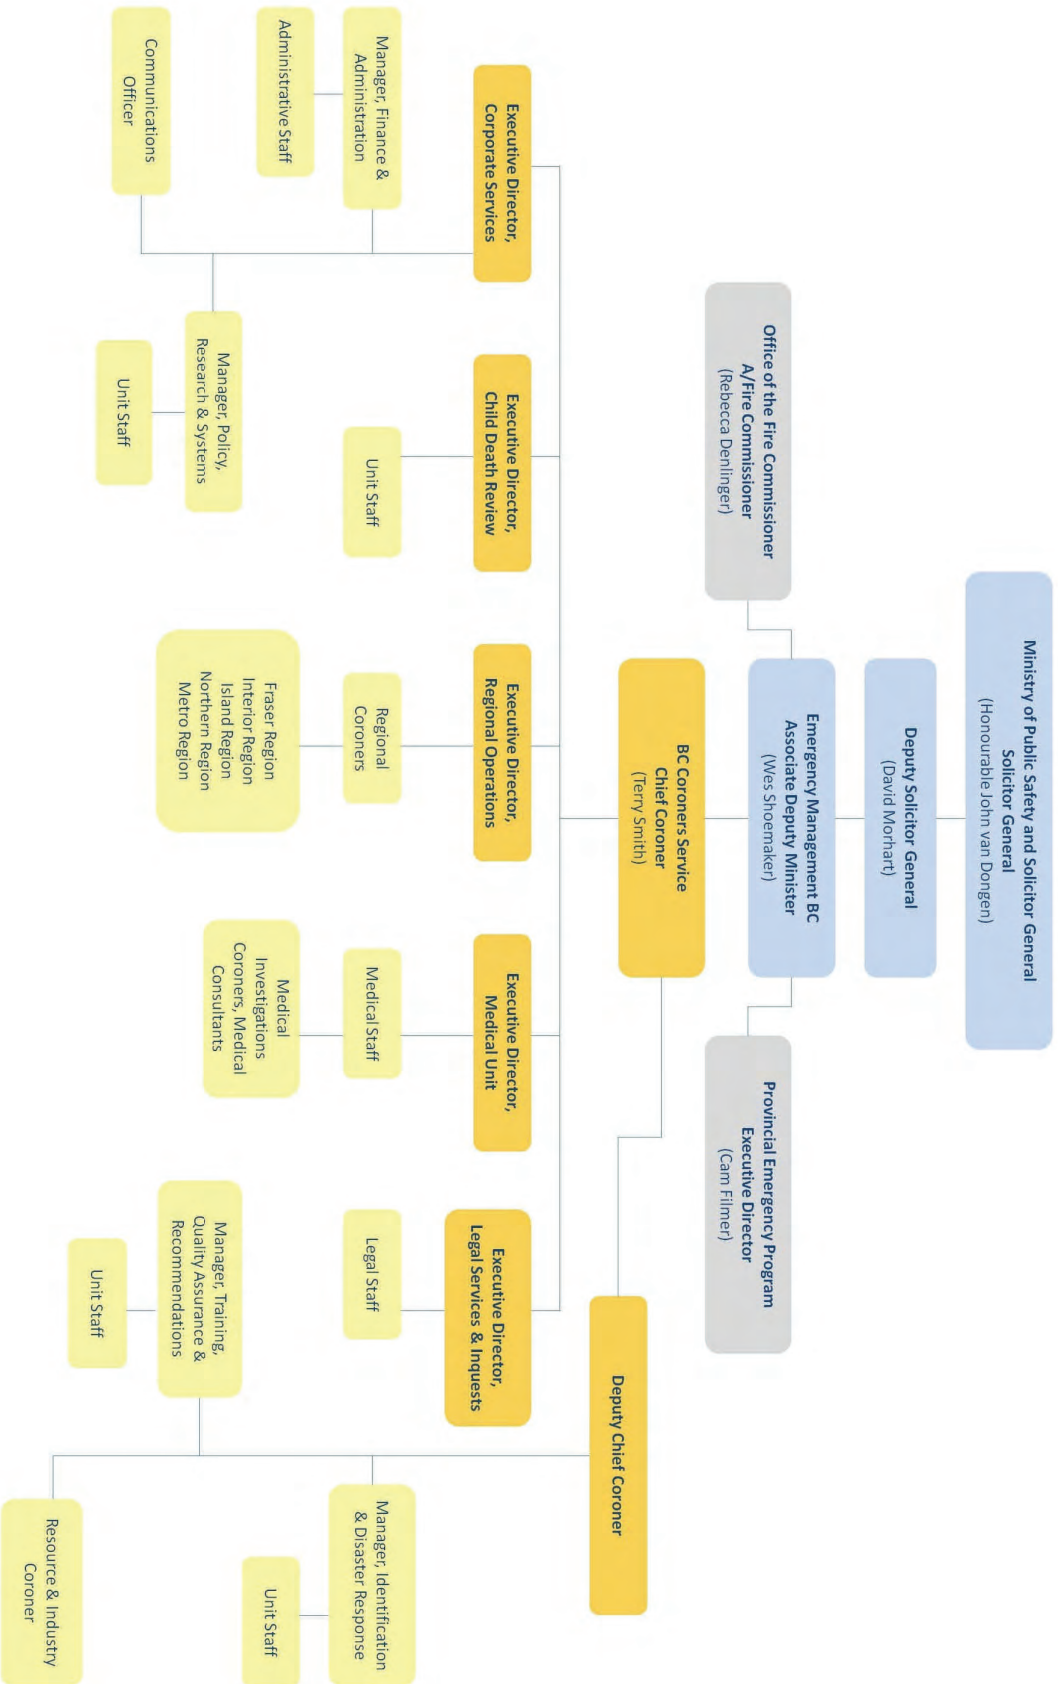 Ministry of Public Safety and Solicitor General
Solicitor General
(Honourable John van Dongen)
Deputy Solicitor General
(David Morhart)
Office of the Fire Commissioner
A/Fire Commissioner
(Rebecca Denlinger)
Emergency Management BC
Associate Deputy Minister
(Wes Shoemaker)
Provincial Emergency Program
Executive Director
(Cam Filmer)
BC Coroners Service
Chief Coroner
(Terry Smith)
Deputy Chief Coroner
Executive Director,
Corporate Services
Executive Director,
Child Death Review
Executive Director,
Regional Operations
Executive Director,
Medical Unit
Executive Director,
Legal Services & Inquests
Manager, Finance &
Administration
Administrative Staff
Communications
Officer
Manager, Policy,
Research & Systems
Unit Staff
Unit Staff
Regional
Coroners
Fraser Region
Interior Region
Island Region
Northern Region
Metro Region
Medical Staff
Medical
Investigations
Coroners, Medical
Consultants
Legal Staff
Manager, Training,
Quality Assurance &
Recommendations
Unit Staff
Manager, Identification
& Disaster Response
Unit Staff
Resource & Industry
Coroner